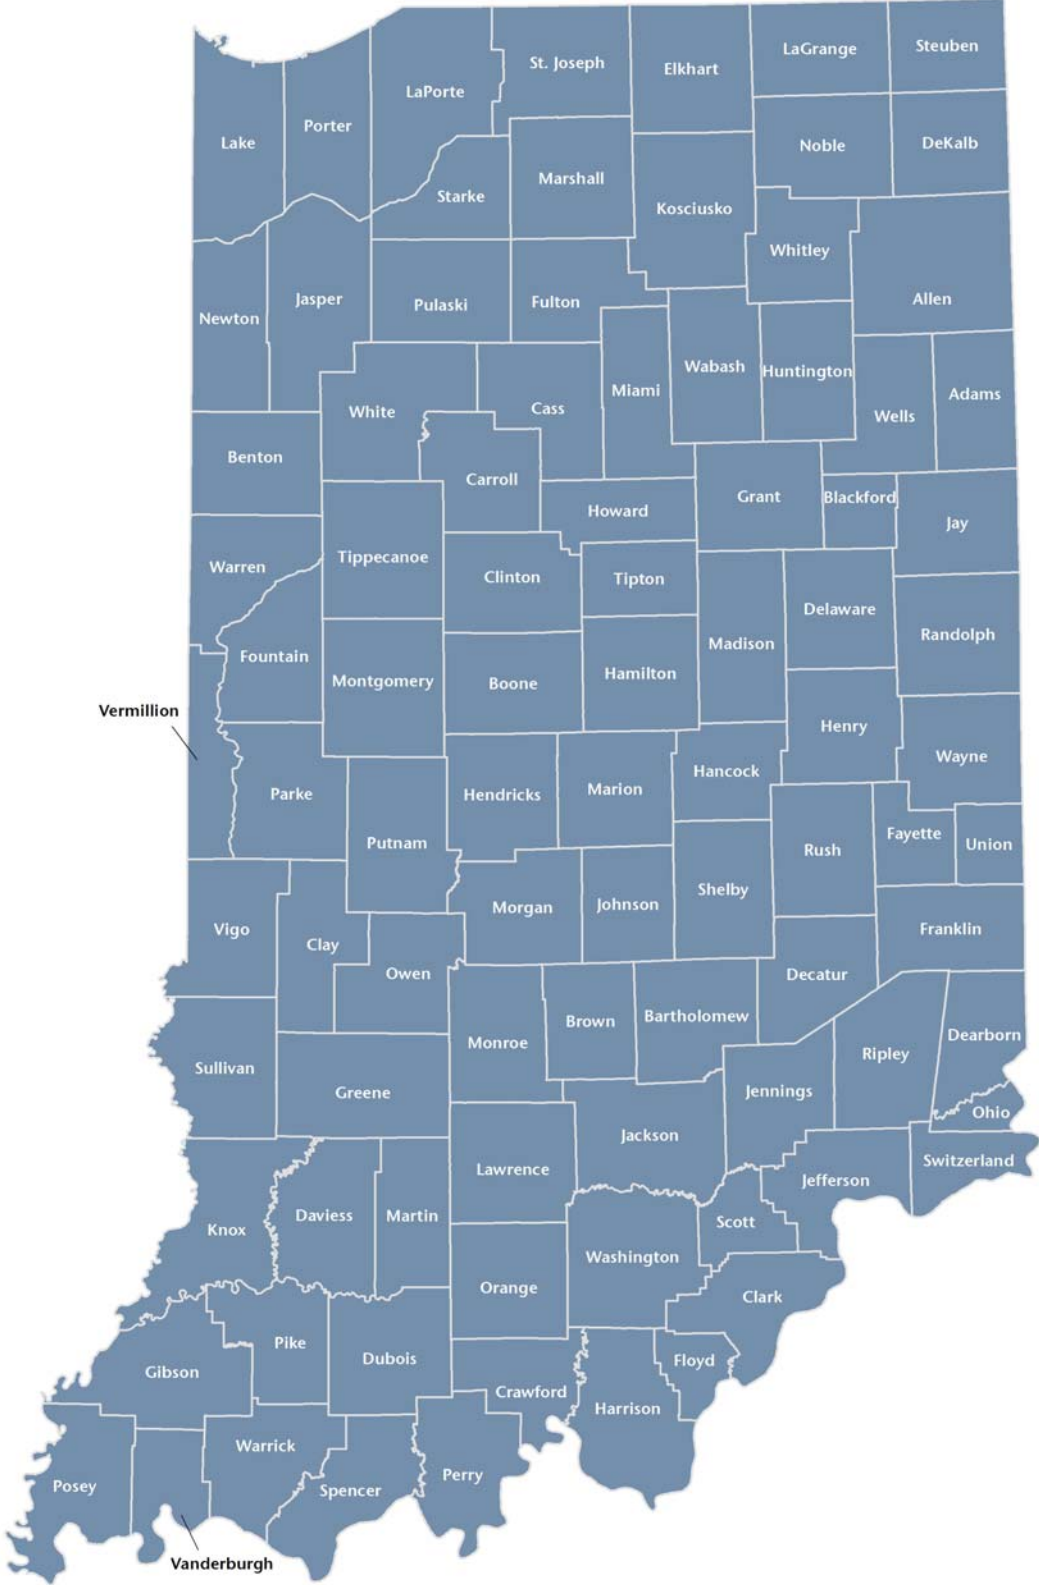 LaGrange
Steuben
St. Joseph
Elkhart
LaPorte
Porter
Lake
Noble
DeKalb
Marshall
Starke
Kosciusko
Whitley
Allen
Jasper
Newton
Pulaski
Fulton
Wabash
Huntington
Miami
Adams
Wells
White
Cass
Benton
Carroll
Grant
Blackford
Howard
Jay
Warren
Tippecanoe
Clinton
Tipton
Delaware
Randolph
Madison
Fountain
Montgomery
Boone
Hamilton
Vermillion
Henry
Wayne
Hancock
Parke
Hendricks
Marion
Putnam
Rush
Fayette
Union
Shelby
Morgan
Johnson
Vigo
Clay
Franklin
Owen
Decatur
Brown
Bartholomew
Monroe
Dearborn
Ripley
Sullivan
Greene
Jennings
Ohio
Jackson
Lawrence
Switzerland
Jefferson
Knox
Daviess
Martin
Scott
Washington
Orange
Clark
Pike
Dubois
Gibson
Floyd
Crawford
Harrison
Warrick
Perry
Posey
Spencer
Vanderburgh